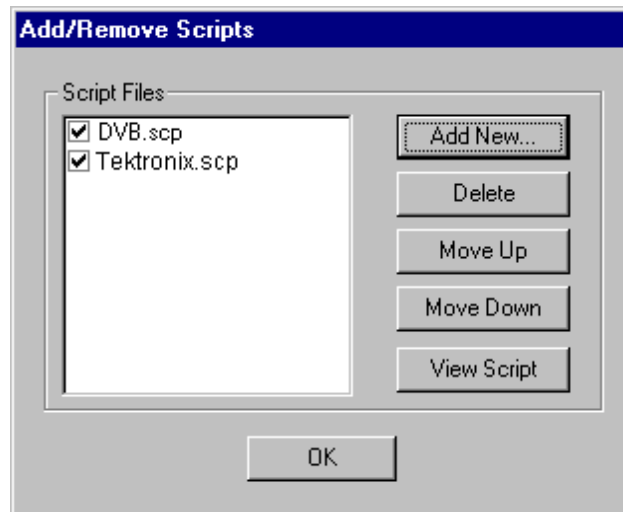 Add/Remove Scripts
Script Files
DVB.scp
Tektronix.scp
Add New...
Delete
Move Up
Move Down
View Script
OK